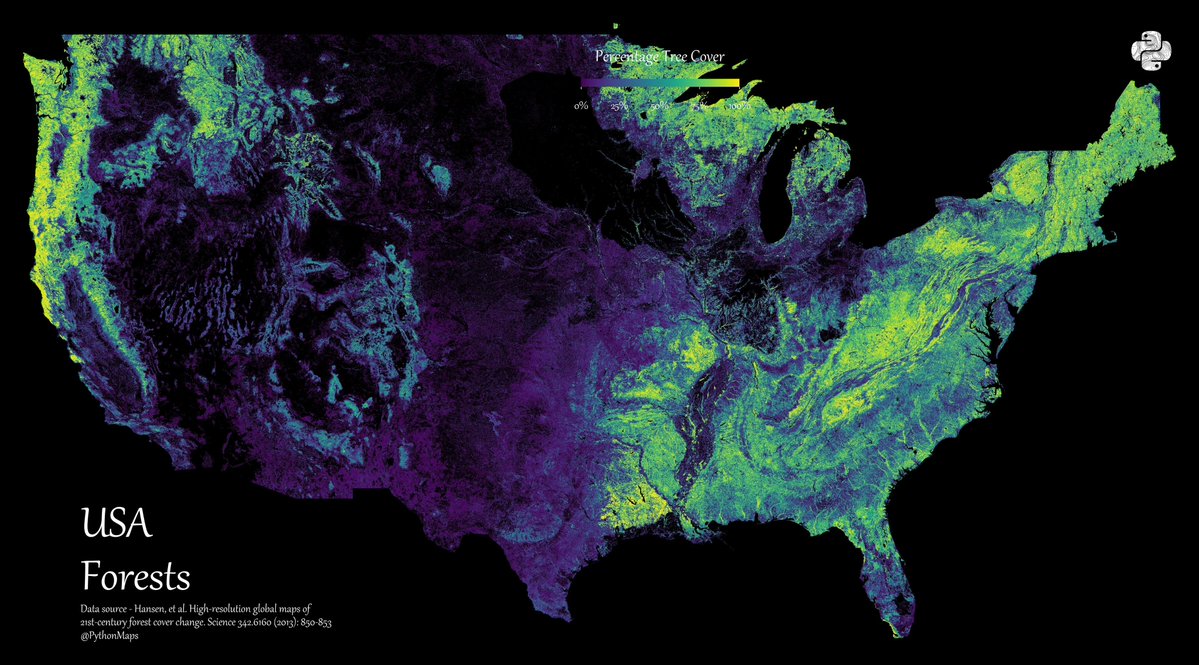 Percentage Tree Cover
0% 25% 50% 75% 100%
USA
Forests
Data source - Hansen, et al. High-resolution global maps of
21st-century forest cover change. Science 342.6160 (2013): 850-853
@PythonMaps